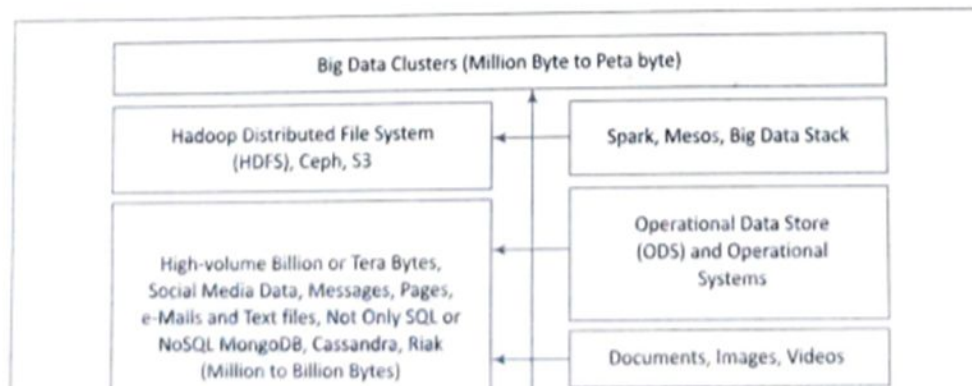 Big Data Clusters (Million Byte to Peta byte)
Hadoop Distributed File System
(HDFS), Ceph, S3
Spark, Mesos, Big Data Stack
High-volume Billion or Tera Bytes,
Social Media Data, Messages, Pages,
e-Mails and Text files, Not Only SQL or
NoSQL MongoDB, Cassandra, Riak
(Million to Billion Bytes)
Operational Data Store
(ODS) and Operational
Systems
Documents, Images, Videos